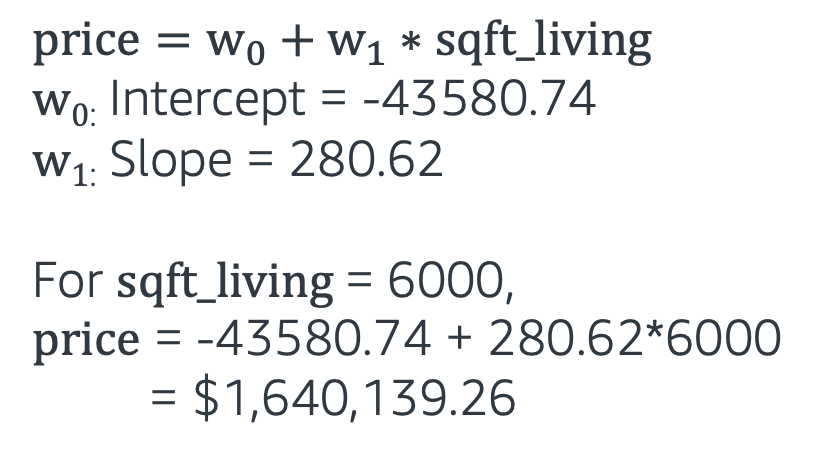 price = w₀ + w₁ * sqft_living
w₀: Intercept = -43580.74
w₁: Slope = 280.62
For sqft_living = 6000,
price = -43580.74 + 280.62*6000
= $1,640,139.26